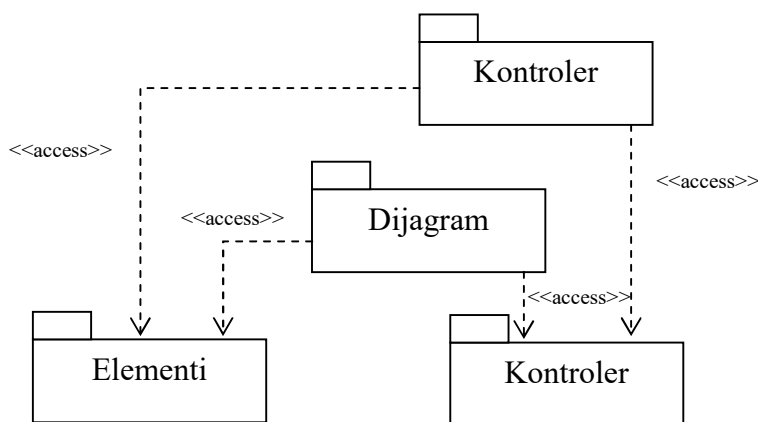 Kontroler
<<access>>
<<access>>
<<access>>
Dijagram
<<access>>
Elementi
Kontroler